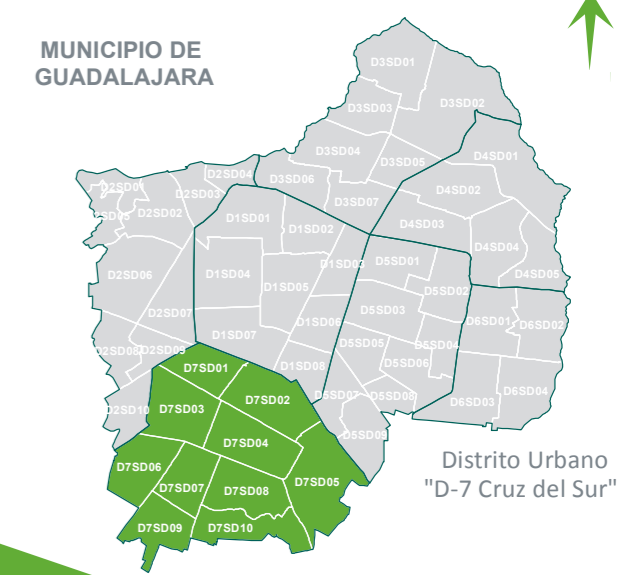 MUNICIPIO DE
GUADALAJARA
D3SD01
D3SD02
D3SD03
D3SD04
D3SD05
D3SD06
D3SD07
D4SD01
D4SD02
D4SD03
D4SD04
D4SD05
D2SD01
D2SD04
D2SD03
D2SD05
D2SD02
D2SD06
D2SD07
D2SD08
D2SD09
D2SD10
D1SD01
D1SD02
D1SD03
D1SD04
D1SD05
D1SD06
D1SD07
D1SD08
D5SD01
D5SD02
D5SD03
D5SD04
D5SD05
D5SD06
D5SD07
D5SD08
D5SD09
D6SD01
D6SD02
D6SD03
D6SD04
D7SD01
D7SD02
D7SD03
D7SD04
D7SD05
D7SD06
D7SD07
D7SD08
D7SD09
D7SD10
Distrito Urbano
"D-7 Cruz del Sur"